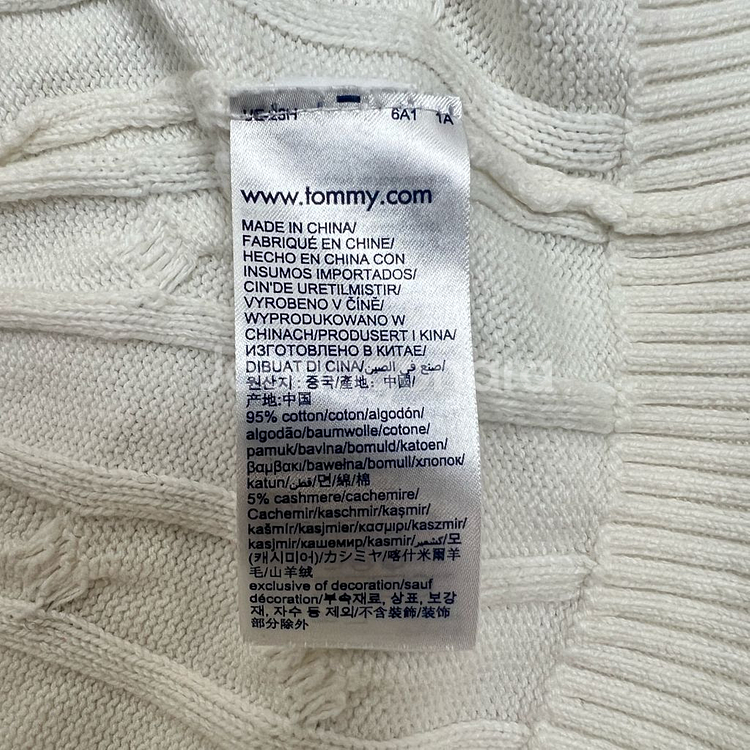 6A1 1A
www.tommy.com
MADE IN CHINA/
FABRIQUÉ EN CHINE/
HECHO EN CHINA CON
INSUMOS IMPORTADOS/
CIN'DE URETILMISTIR/
VYROBENO V ČÍNĚ/
WYPRODUKOWANO W
CHINACH/PRODUSERT I KINA/
ИЗГОТОВЛЕНО В КИТАЕ/
DIBUAT DI CINA/صنع في الصين/
원산지 : 중국/產地: 中國/
产地:中国
95% cotton/coton/algodón/
algodão/baumwolle/cotone/
pamuk/bavlna/bomuld/katoen/
βαμβακι/bawełna/bomull/хлопок/
katun/قطن/면/綿/棉
5% cashmere/cachemire/
Cachemir/kaschmir/kaşmir/
kašmír/kasjmier/κασμιρι/kaszmir/
kasjmir/кашемир/kasmir/كشمير/모
(캐시미어)/カシミヤ/喀什米爾羊
毛/山羊绒
exclusive of decoration/sauf
décoration/부속재료, 상표, 보강
재, 자수 등 제외/不含裝飾/装饰
部分除外